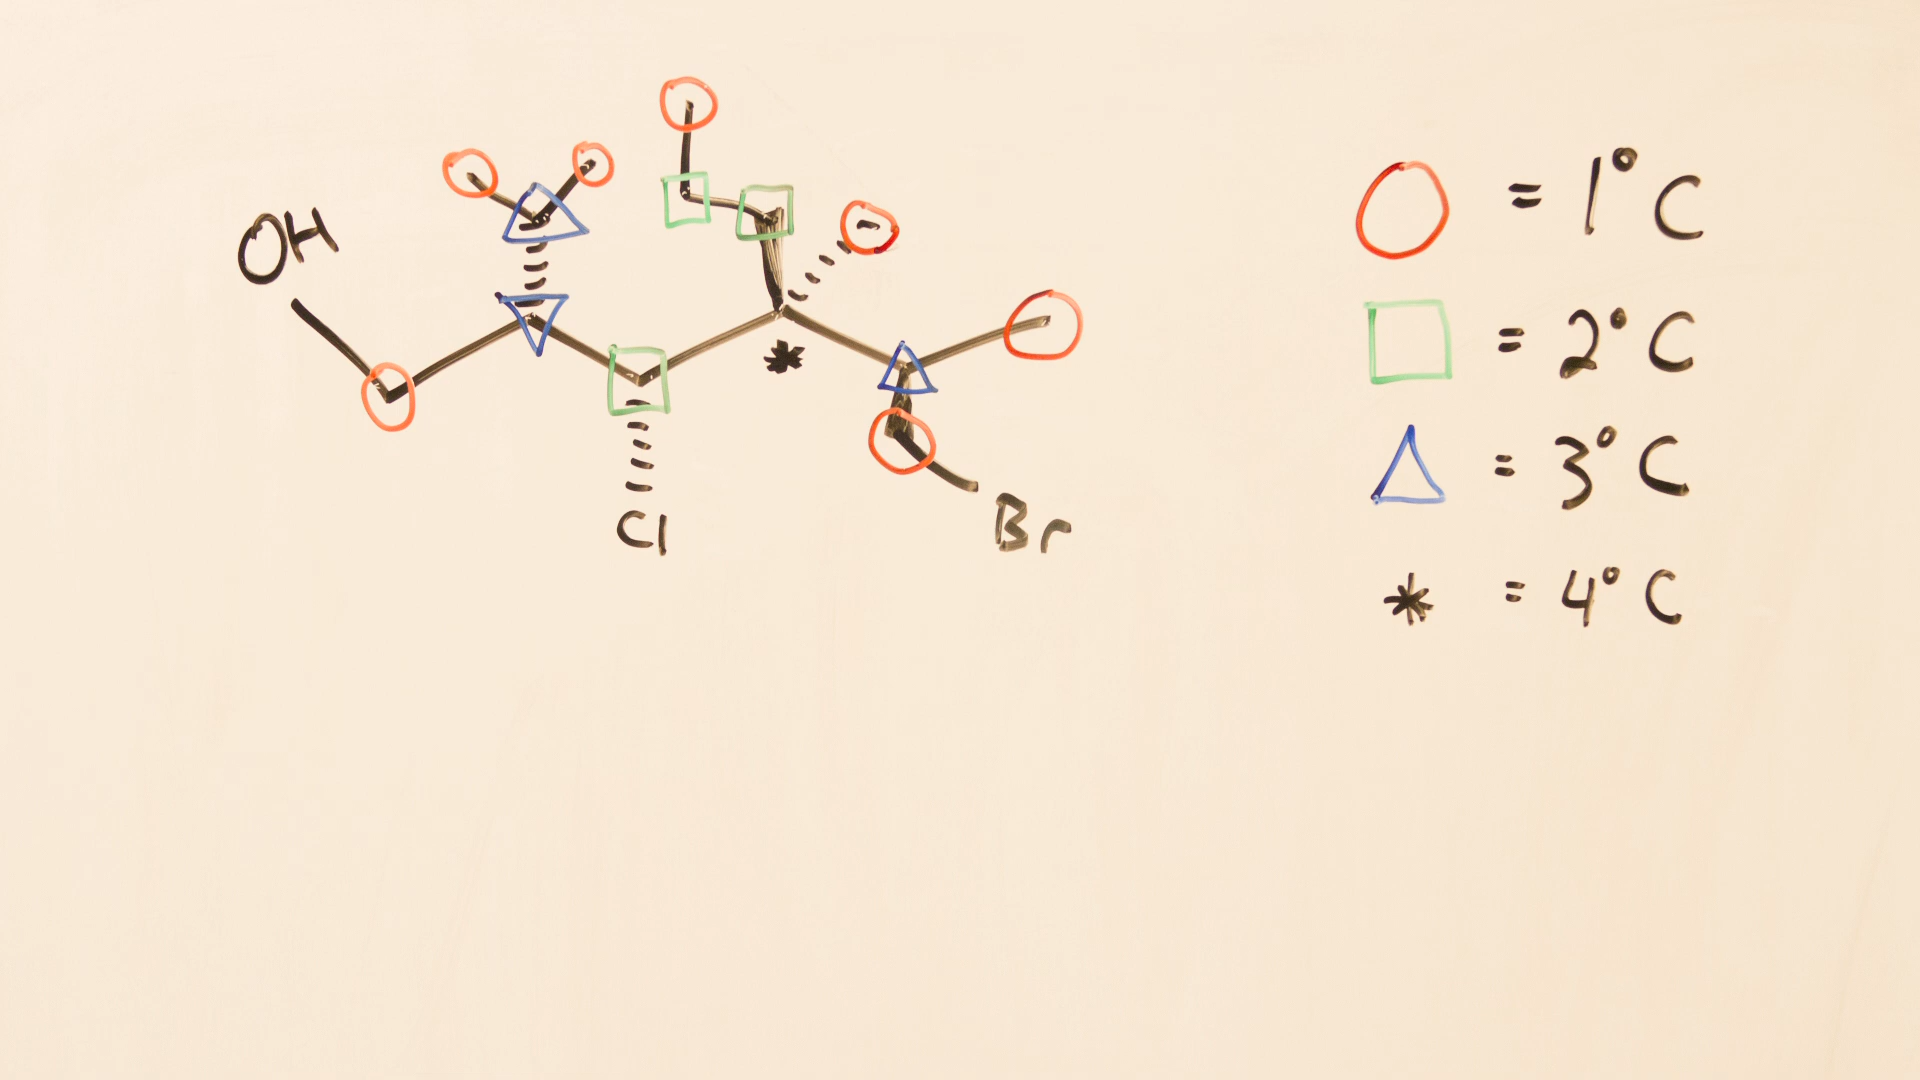 OH
Cl
Br
= 1° C
= 2° C
= 3° C
* = 4° C
*